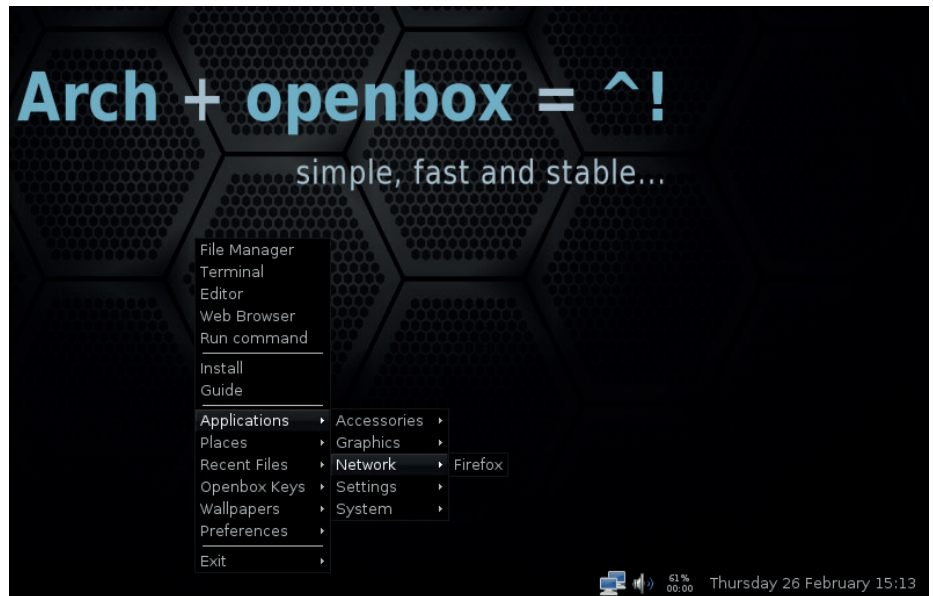 Arch + openbox = ^!
simple, fast and stable...
File Manager
Terminal
Editor
Web Browser
Run command
Install
Guide
Applications
Places
Recent Files
Openbox Keys
Wallpapers
Preferences
Exit
Accessories
Graphics
Network
Settings
System
Firefox
61%
00:00
Thursday 26 February 15:13